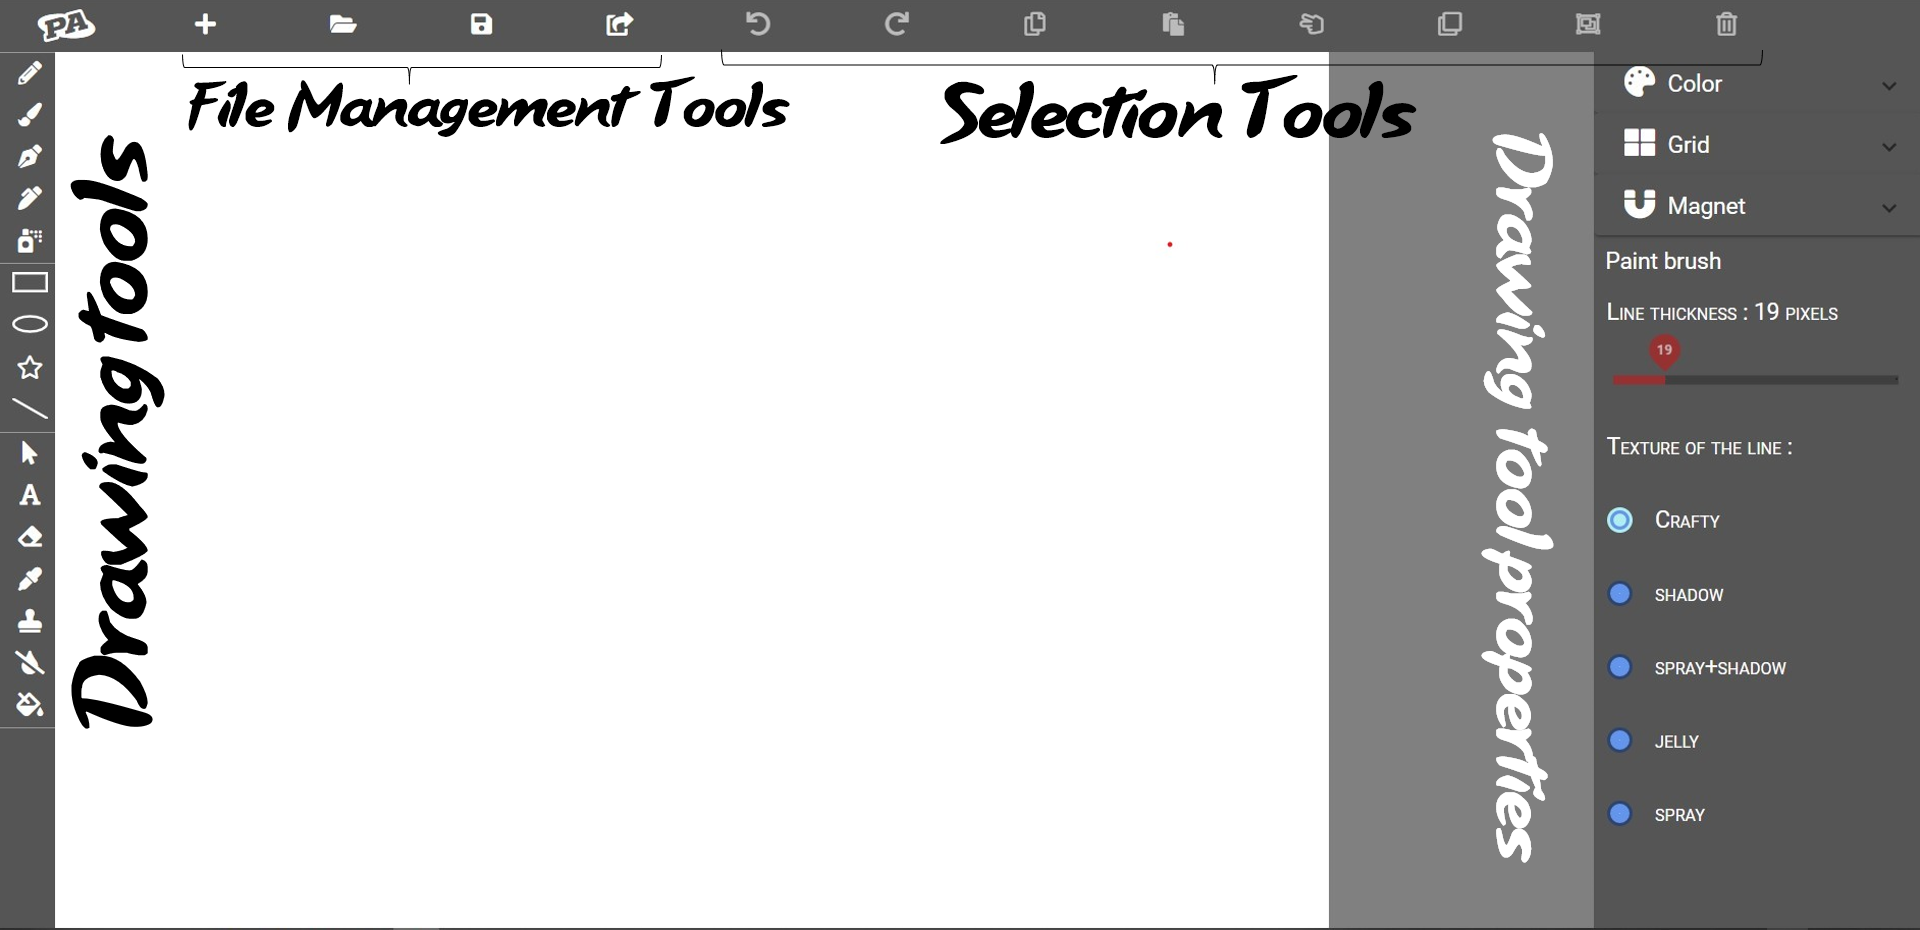 PA
File Management Tools
Selection Tools
Drawing tools
Drawing tool properties
Color
Grid
Magnet
Paint brush
Line thickness : 19 pixels
19
Texture of the line :
Crafty
shadow
spray+shadow
jelly
spray
A